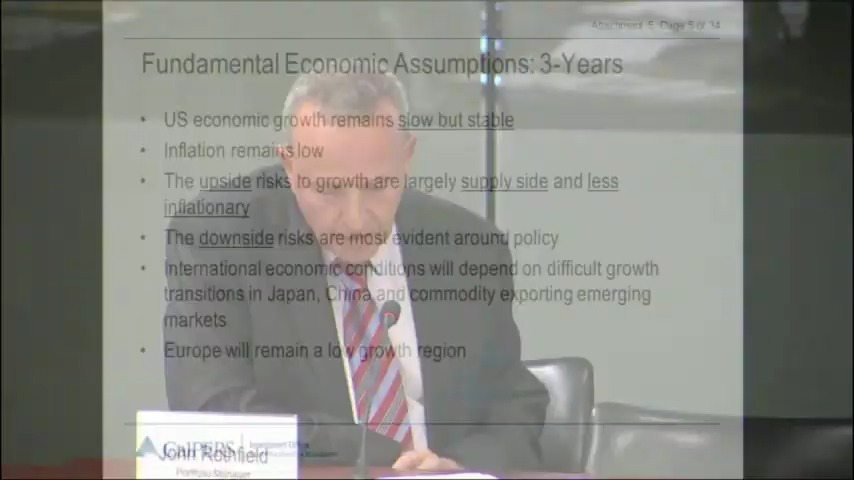 Attachment 5, Page 5 of 34
Fundamental Economic Assumptions: 3-Years
• US economic growth remains slow but stable
• Inflation remains low
• The upside risks to growth are largely supply side and less
inflationary
• The downside risks are most evident around policy
• International economic conditions will depend on difficult growth
transitions in Japan, China and commodity exporting emerging
markets
• Europe will remain a low growth region
CalPERS
Investment Office
John Rothfield
Portfolio Manager